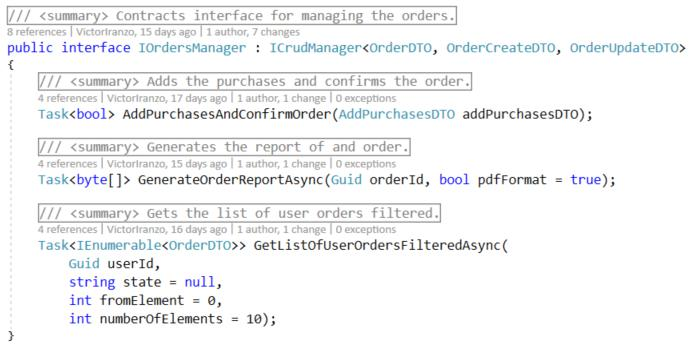 /// <summary> Contracts interface for managing the orders.
8 references | VictorIranzo, 15 days ago | 1 author, 7 changes
public interface IOrdersManager : ICrudManager<OrderDTO, OrderCreateDTO, OrderUpdateDTO>
{
/// <summary> Adds the purchases and confirms the order.
4 references | VictorIranzo, 17 days ago | 1 author, 1 change | 0 exceptions
Task<bool> AddPurchasesAndConfirmOrder(AddPurchasesDTO addPurchasesDTO);
/// <summary> Generates the report of and order.
4 references | VictorIranzo, 15 days ago | 1 author, 1 change | 0 exceptions
Task<byte[]> GenerateOrderReportAsync(Guid orderId, bool pdfFormat = true);
/// <summary> Gets the list of user orders filtered.
4 references | VictorIranzo, 16 days ago | 1 author, 1 change | 0 exceptions
Task<IEnumerable<OrderDTO>> GetListOfUserOrdersFilteredAsync(
Guid userId,
string state = null,
int fromElement = 0,
int numberOfElements = 10);
}